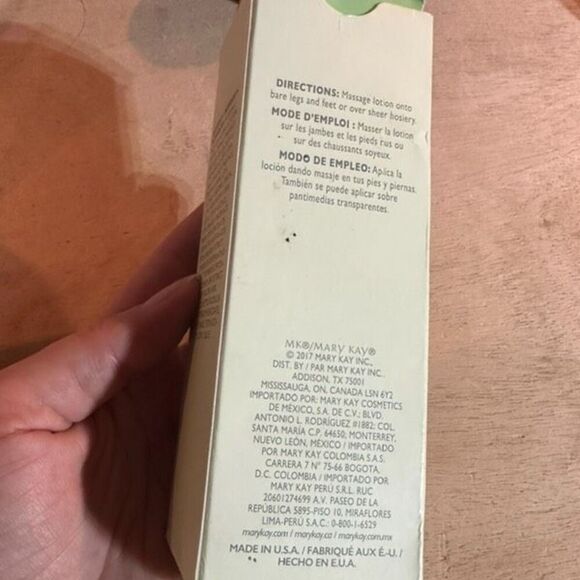 DIRECTIONS: Massage lotion onto
bare legs and feet or over sheer hosiery.
MODE D'EMPLOI : Masser la lotion
sur les jambes et les pieds nus ou
sur des chaussants soyeux.
MODO DE EMPLEO: Aplica la
loción dando masaje en tus pies y piernas.
También se puede aplicar sobre
pantimedias transparentes.
MK®/MARY KAY®
© 2017 MARY KAY INC.
DIST. BY / PAR MARY KAY INC.
ADDISON, TX 75001
MISSISSAUGA, ON, CANADA L5N 6Y2
IMPORTADO POR: MARY KAY COSMETICS
DE MÉXICO, S.A. DE C.V.; BLVD.
ANTONIO L. RODRÍGUEZ #1882; COL.
SANTA MARÍA C.P. 64650; MONTERREY,
NUEVO LEÓN, MÉXICO / IMPORTADO
POR MARY KAY COLOMBIA S.A.S.
CARRERA 7 N° 75-66 BOGOTA,
D.C. COLOMBIA / IMPORTADO POR
MARY KAY PERÚ S.R.L. RUC
20601274699 A.V. PASEO DE LA
REPÚBLICA 5895-PISO 10, MIRAFLORES
LIMA-PERÚ S.A.C.: 0-800-1-6529
marykay.com / marykay.ca / marykay.com.mx
MADE IN U.S.A. / FABRIQUÉ AUX É.-U. /
HECHO EN E.U.A.